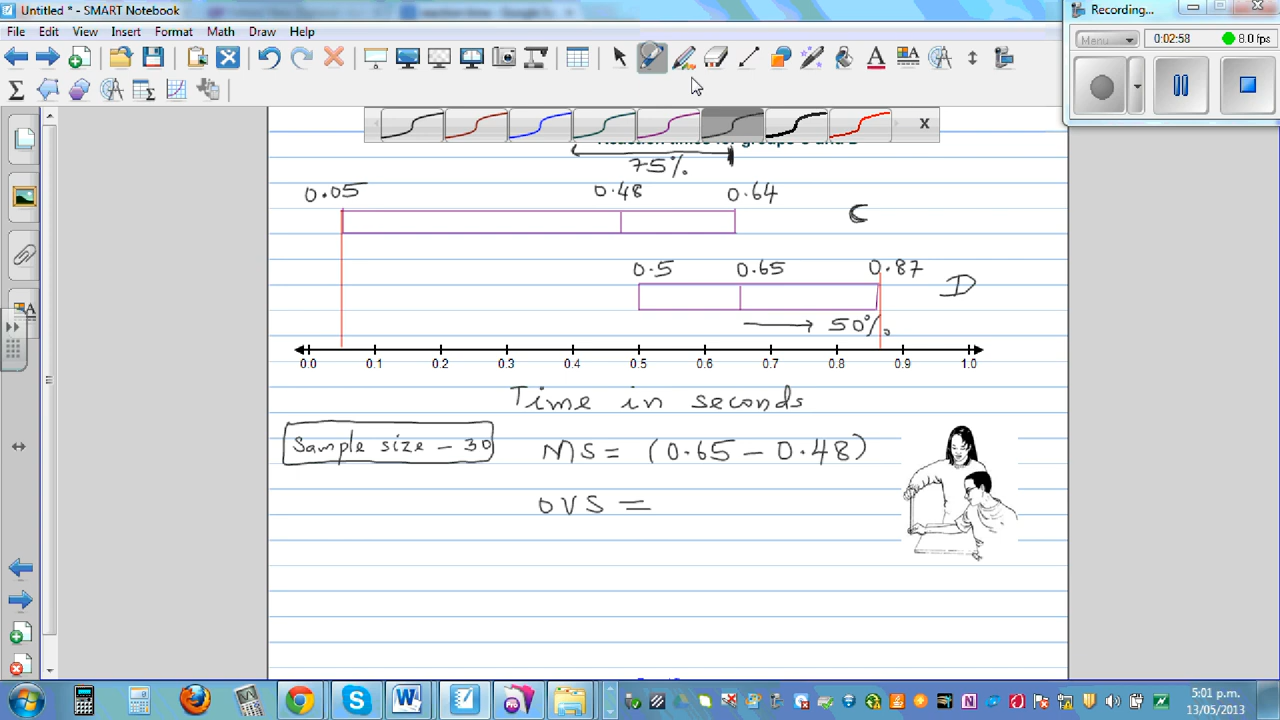 Untitled * - SMART Notebook
Recording...
File Edit View Insert Format Math Draw Help
Menu
0:02:58
8.0 fps
X
75%
0.05 0.48 0.64
C
0.5 0.65 0.87
D
50%
0.0 0.1 0.2 0.3 0.4 0.5 0.6 0.7 0.8 0.9 1.0
Time in seconds
Sample size - 30
MS = (0.65 - 0.48)
OVS =
5:01 p.m.
13/05/2013